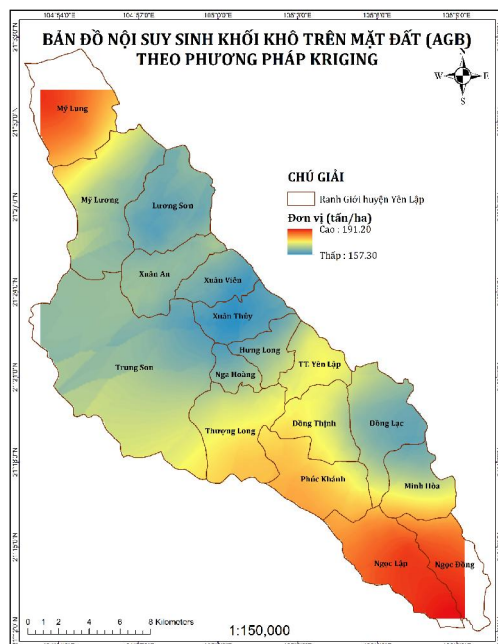 BẢN ĐỒ NỘI SUY SINH KHỐI KHÔ TRÊN MẶT ĐẤT (AGB)
THEO PHƯƠNG PHÁP KRIGING
N
W E
S
Mỹ Lung
CHÚ GIẢI
Ranh Giới huyện Yên Lập
Đơn vị (tấn/ha)
Cao : 191.20
Thấp : 157.30
Mỹ Lương
Lương Sơn
Xuân An
Xuân Viên
Xuân Thủy
Hưng Long
Trung Sơn
Nga Hoàng
TT. Yên Lập
Thượng Long
Đồng Thịnh
Đồng Lạc
Phúc Khánh
Minh Hòa
Ngọc Lập
Ngọc Đồng
0 2 4 6 8 Kilometers
1:150,000